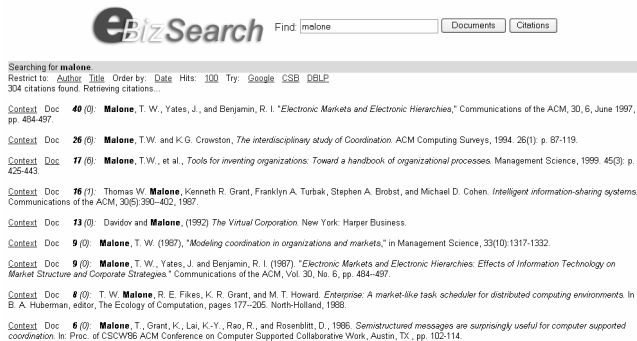 eBizSearch Find: malone Documents Citations
Searching for malone.
Restrict to: Author Title Order by: Date Hits: 100 Try: Google CSB DBLP
304 citations found. Retrieving citations...
Context Doc 40 (0): Malone, T. W., Yates, J., and Benjamin, R. I. "Electronic Markets and Electronic Hierarchies," Communications of the ACM, 30, 6, June 1997,
pp. 484-497.
Context Doc 26 (6): Malone, T.W. and K.G. Crowston, The interdisciplinary study of Coordination. ACM Computing Surveys, 1994. 26(1): p. 87-119.
Context Doc 17 (6): Malone, T.W., et al., Tools for inventing organizations: Toward a handbook of organizational processes. Management Science, 1999. 45(3): p.
425-443.
Context Doc 16 (1): Thomas W. Malone, Kenneth R. Grant, Franklyn A. Turbak, Stephen A. Brobst, and Michael D. Cohen. Intelligent information-sharing systems.
Communications of the ACM, 30(5):390--402, 1987.
Context Doc 13 (0): Davidov and Malone, (1992) The Virtual Corporation. New York: Harper Business.
Context Doc 9 (0): Malone, T. W. (1987), "Modeling coordination in organizations and markets," in Management Science, 33(10):1317-1332.
Context Doc 9 (0): Malone, T. W., Yates, J. and Benjamin, R. I. (1987). "Electronic Markets and Electronic Hierarchies: Effects of Information Technology on
Market Structure and Corporate Strategies." Communications of the ACM, Vol. 30, No. 6, pp. 484--497.
Context Doc 8 (0): T. W. Malone, R. E. Fikes, K. R. Grant, and M. T. Howard. Enterprise: A market-like task scheduler for distributed computing environments. In
B. A. Huberman, editor, The Ecology of Computation, pages 177--205. North-Holland, 1988.
Context Doc 6 (0): Malone, T., Grant, K., Lai, K.-Y., Rao, R., and Rosenblitt, D., 1986. Semistructured messages are surprisingly useful for computer supported
coordination. In: Proc. of CSCW'86 ACM Conference on Computer Supported Collaborative Work, Austin, TX , pp. 102-114.